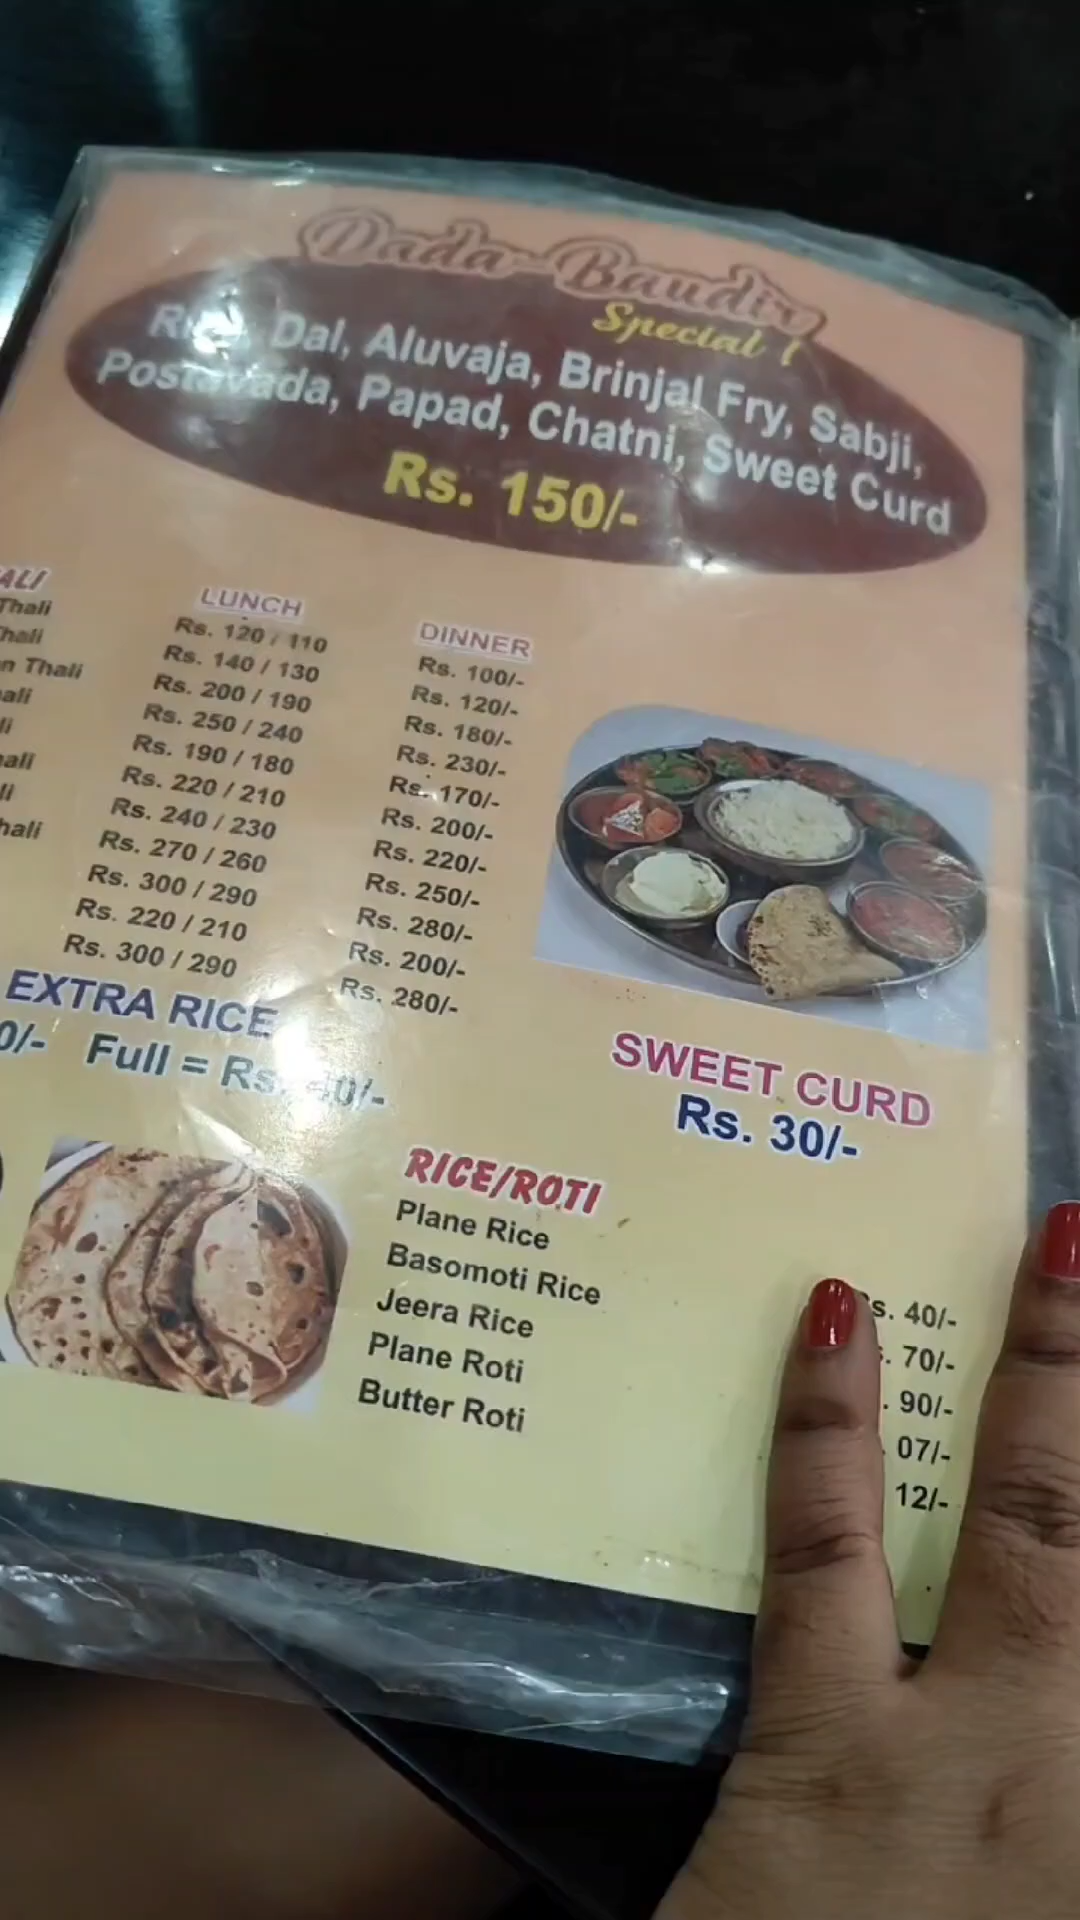 Dada-Baudir
Special !
Dal, Aluvaja, Brinjal Fry, Sabji,
Papad, Chatni, Sweet Curd
Rs. 150/-
LUNCH
Rs. 120 / 110
Rs. 140 / 130
Rs. 200 / 190
Rs. 250 / 240
Rs. 190 / 180
Rs. 220 / 210
Rs. 240 / 230
Rs. 270 / 260
Rs. 300 / 290
Rs. 220 / 210
Rs. 300 / 290
DINNER
Rs. 100/-
Rs. 120/-
Rs. 180/-
Rs. 230/-
Rs. 170/-
Rs. 200/-
Rs. 220/-
Rs. 250/-
Rs. 280/-
Rs. 200/-
Rs. 280/-
Thali
Thali
EXTRA RICE
0/- Full = Rs.
SWEET CURD
Rs. 30/-
RICE/ROTI
Plane Rice 40/-
Basomoti Rice 70/-
Jeera Rice 90/-
Plane Roti 07/-
Butter Roti 12/-